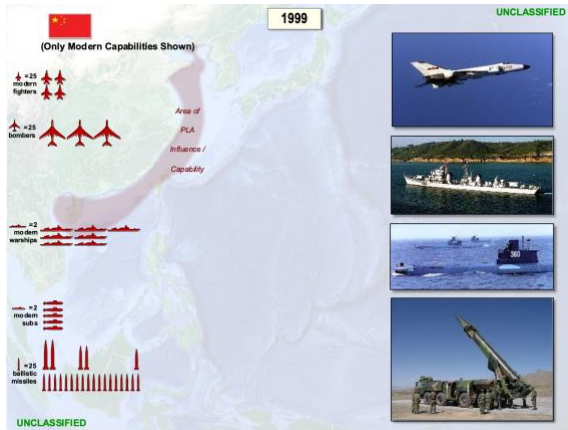 UNCLASSIFIED
1999
(Only Modern Capabilities Shown)
=25
modern
fighters
=25
bombers
Area of
PLA
Influence /
Capability
=2
modern
warships
=2
modern
subs
=25
ballistic
missiles
360
UNCLASSIFIED